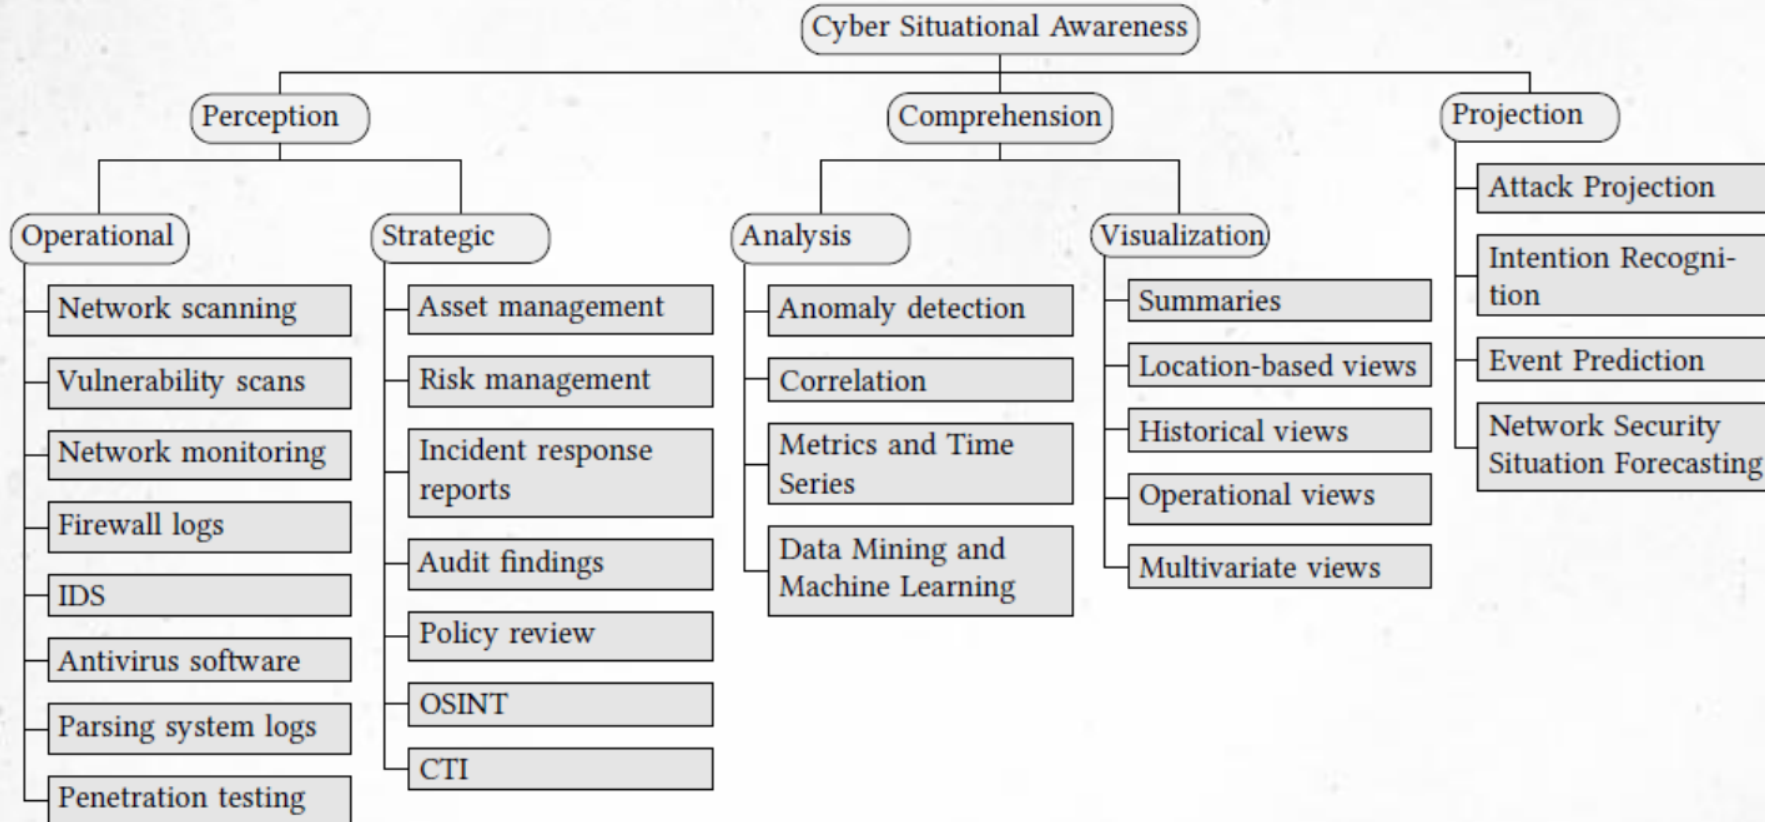 Cyber Situational Awareness
Perception
Comprehension
Projection
Operational
Network scanning
Vulnerability scans
Network monitoring
Firewall logs
IDS
Antivirus software
Parsing system logs
Penetration testing
Strategic
Asset management
Risk management
Incident response
reports
Audit findings
Policy review
OSINT
CTI
Analysis
Anomaly detection
Correlation
Metrics and Time
Series
Data Mining and
Machine Learning
Visualization
Summaries
Location-based views
Historical views
Operational views
Multivariate views
Attack Projection
Intention Recogni-
tion
Event Prediction
Network Security
Situation Forecasting